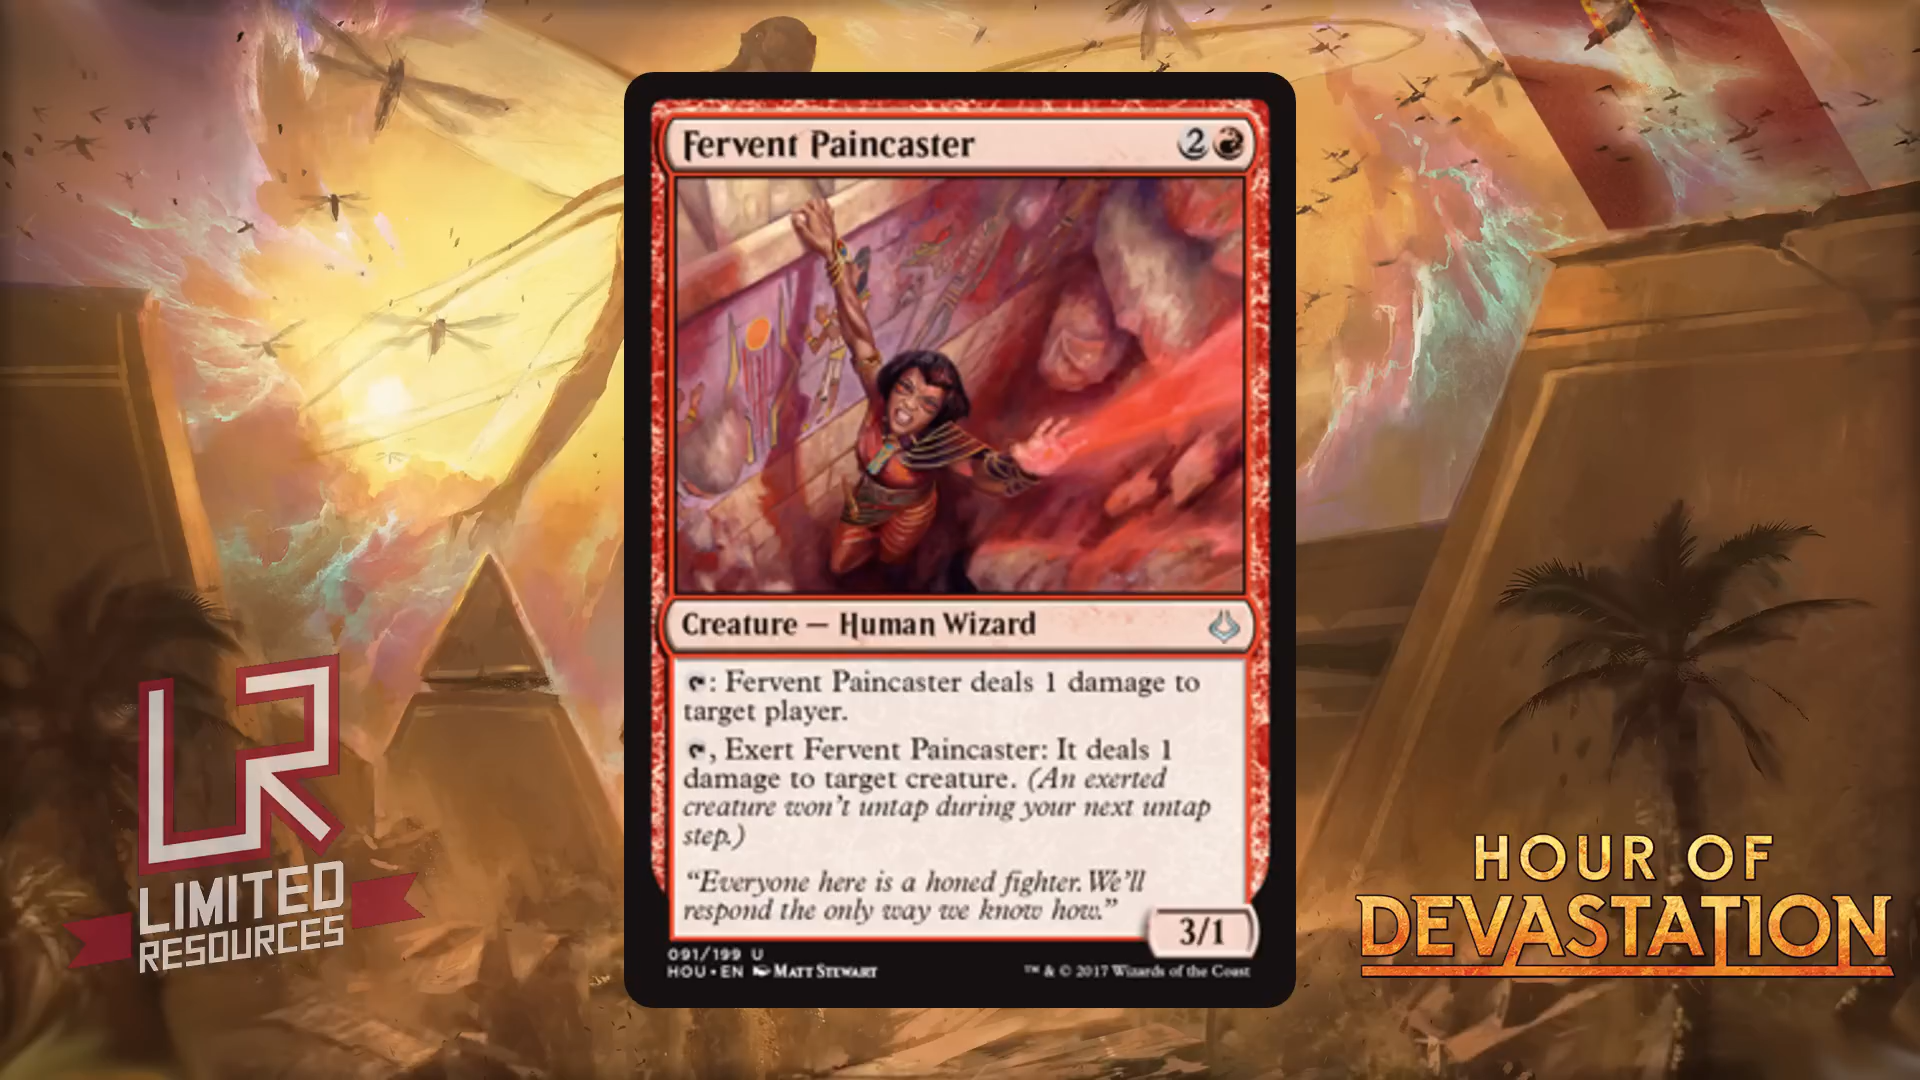 Fervent Paincaster
2
Creature — Human Wizard
: Fervent Paincaster deals 1 damage to
target player.
, Exert Fervent Paincaster: It deals 1
damage to target creature. (An exerted
creature won't untap during your next untap
step.)
"Everyone here is a honed fighter. We'll
respond the only way we know how."
3/1
091/199 U
HOU • EN Matt Stewart
™ & © 2017 Wizards of the Coast
LR
LIMITED
RESOURCES
HOUR OF
DEVASTATION